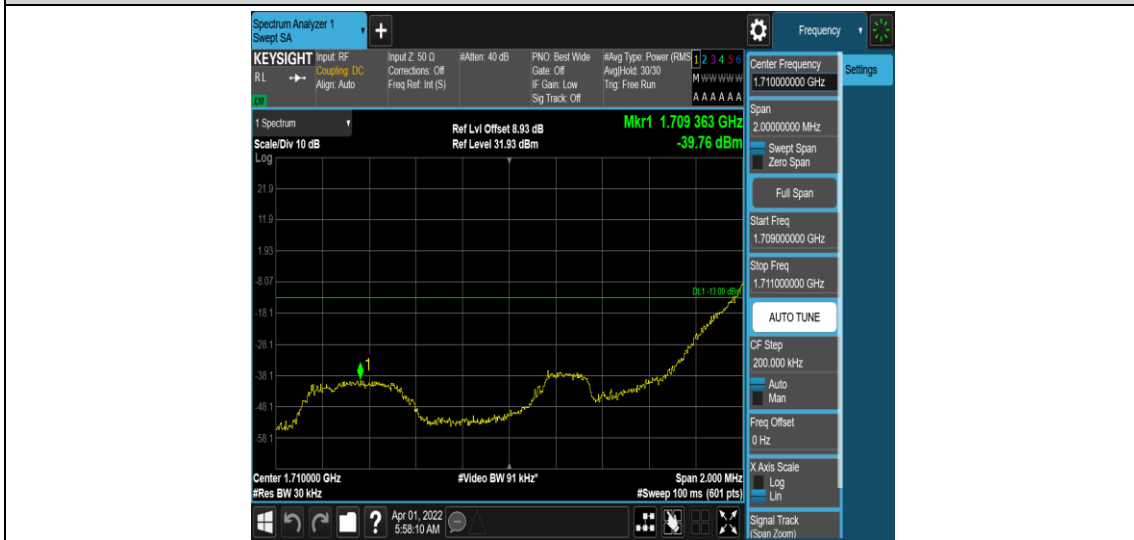 Spectrum Analyzer 1
Swept SA
+
Frequency
KEYSIGHT
RL
LXI
Input: RF
Coupling: DC
Align: Auto
Input Z: 50 Ω
Corrections: Off
Freq Ref: Int (S)
#Atten: 40 dB
PNO: Best Wide
Gate: Off
IF Gain: Low
Sig Track: Off
#Avg Type: Power (RMS
Avg|Hold: 30/30
Trig: Free Run
1 2 3 4 5 6
M W W W W W
A A A A A A
Center Frequency
1.710000000 GHz
Settings
1 Spectrum
Scale/Div 10 dB
Log
Ref Lvl Offset 8.93 dB
Ref Level 31.93 dBm
Mkr1 1.709 363 GHz
-39.76 dBm
21.9
11.9
1.93
-8.07
-18.1
-28.1
-38.1
-48.1
-58.1
DL1 -13.00 dBm
1
Center 1.710000 GHz
#Res BW 30 kHz
#Video BW 91 kHz*
Span 2.000 MHz
#Sweep 100 ms (601 pts)
Span
2.00000000 MHz
Swept Span
Zero Span
Full Span
Start Freq
1.709000000 GHz
Stop Freq
1.711000000 GHz
AUTO TUNE
CF Step
200.000 kHz
Auto
Man
Freq Offset
0 Hz
X Axis Scale
Log
Lin
Signal Track
(Span Zoom)
?
Apr 01, 2022
5:58:10 AM